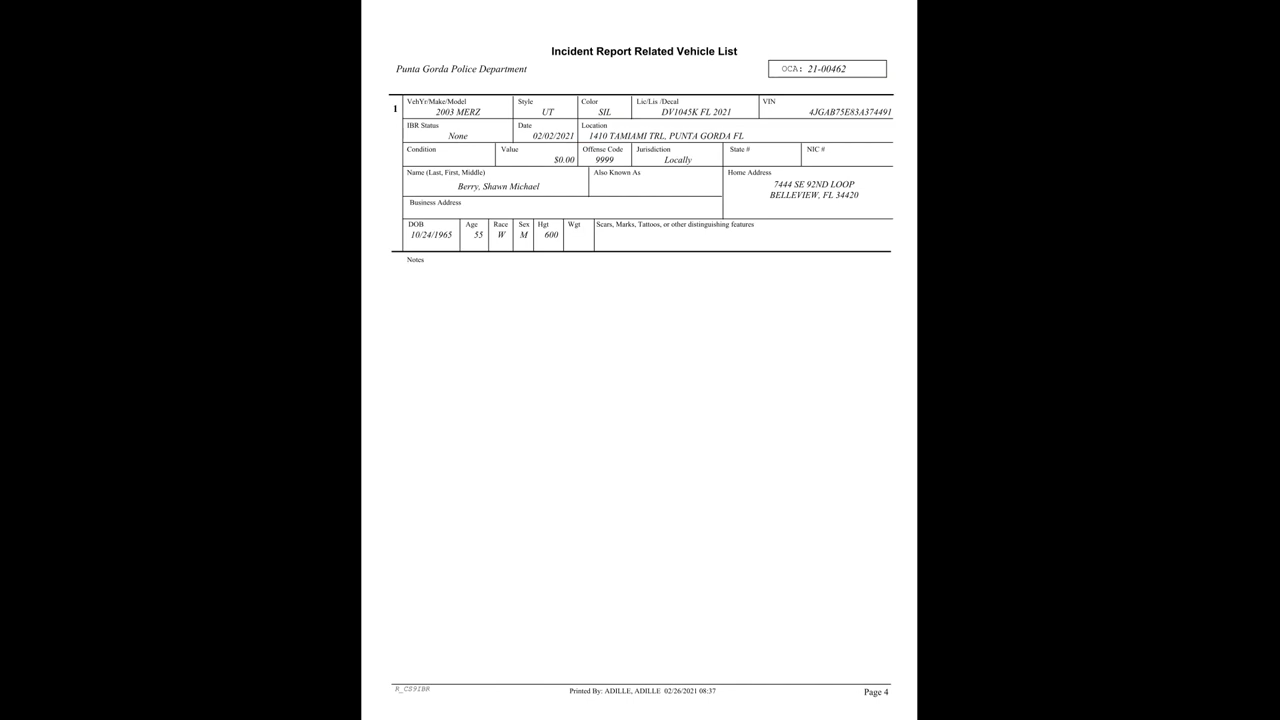 Incident Report Related Vehicle List
Punta Gorda Police Department
OCA: 21-00462
1
VehYr/Make/Model Style Color Lic/Lis /Decal VIN
2003 MERZ UT SIL DV1045K FL 2021 4JGAB75E83A374491
IBR Status Date Location
None 02/02/2021 1410 TAMIAMI TRL, PUNTA GORDA FL
Condition Value Offense Code Jurisdiction State # NIC #
$0.00 9999 Locally
Name (Last, First, Middle) Also Known As Home Address
Berry, Shawn Michael 7444 SE 92ND LOOP
BELLEVIEW, FL 34420
Business Address
DOB Age Race Sex Hgt Wgt Scars, Marks, Tattoos, or other distinguishing features
10/24/1965 55 W M 600
Notes
R_CS9IBR Printed By: ADILLE, ADILLE 02/26/2021 08:37 Page 4